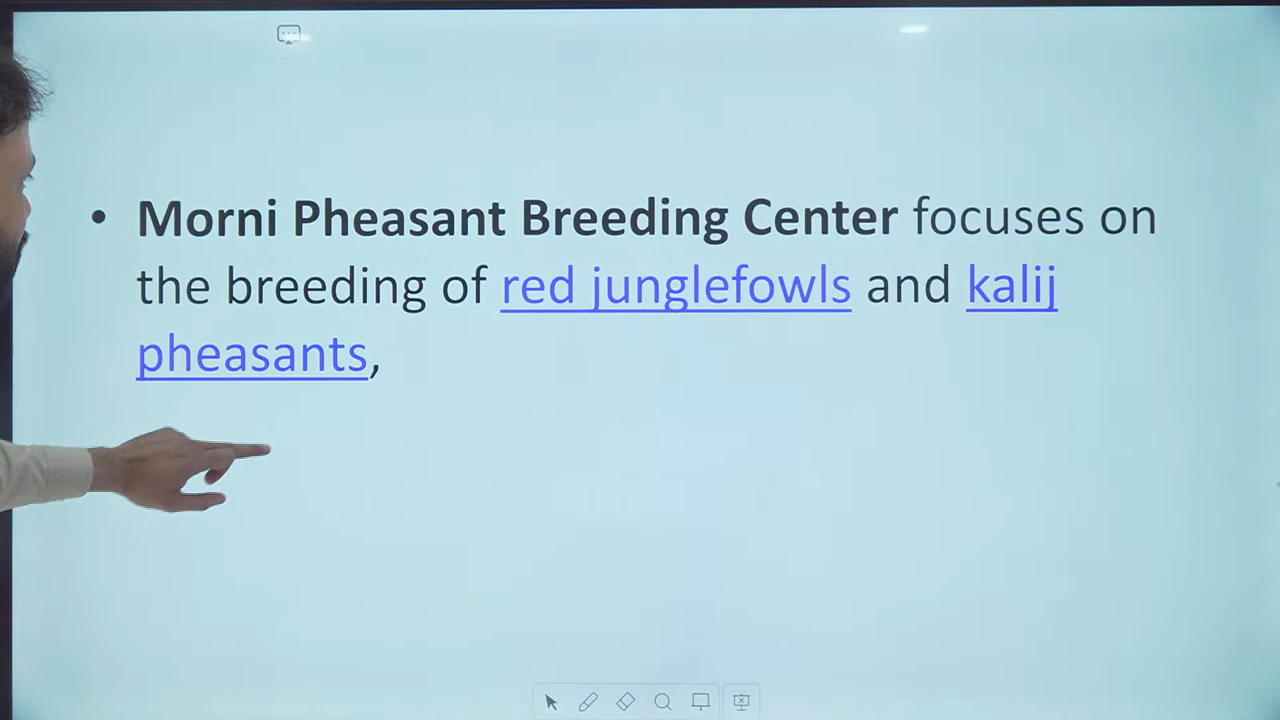 • Morni Pheasant Breeding Center focuses on
the breeding of red junglefowls and kalij
pheasants,